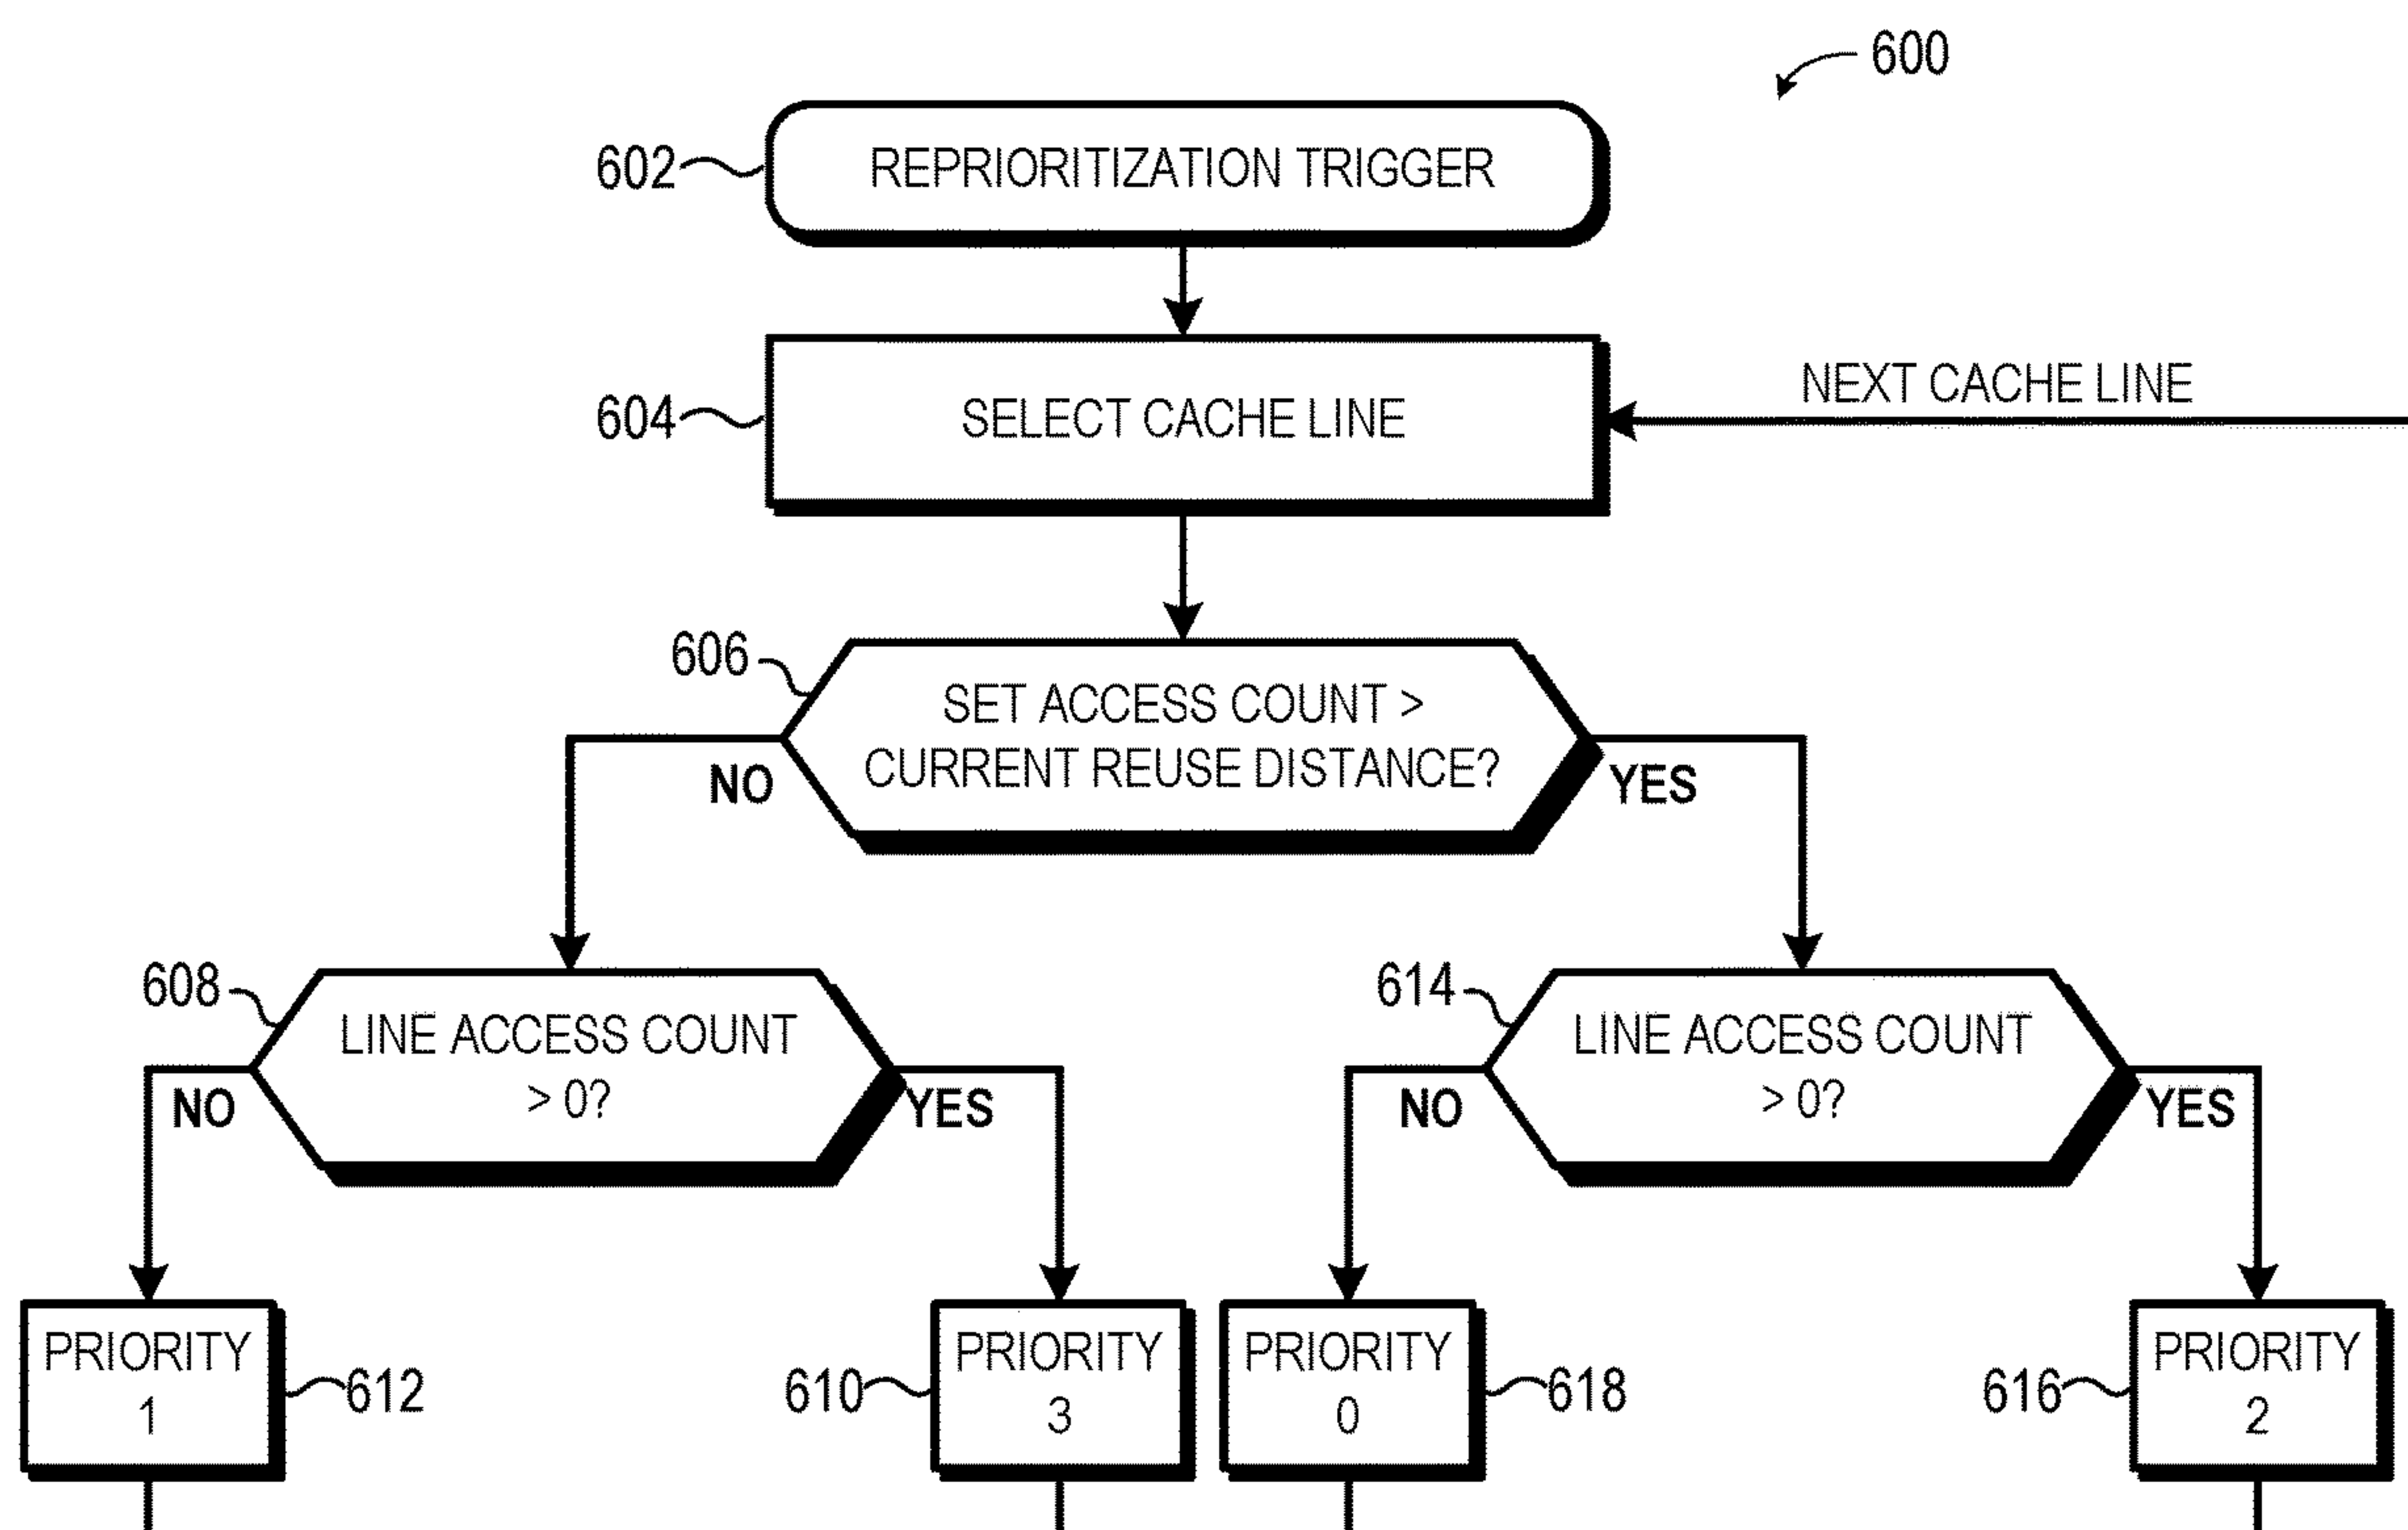 600
602
REPRIORITIZATION TRIGGER
604
SELECT CACHE LINE
NEXT CACHE LINE
606
SET ACCESS COUNT >
CURRENT REUSE DISTANCE?
NO
YES
608
LINE ACCESS COUNT
> 0?
NO
YES
614
LINE ACCESS COUNT
> 0?
NO
YES
PRIORITY
1
612
610
PRIORITY
3
PRIORITY
0
618
616
PRIORITY
2